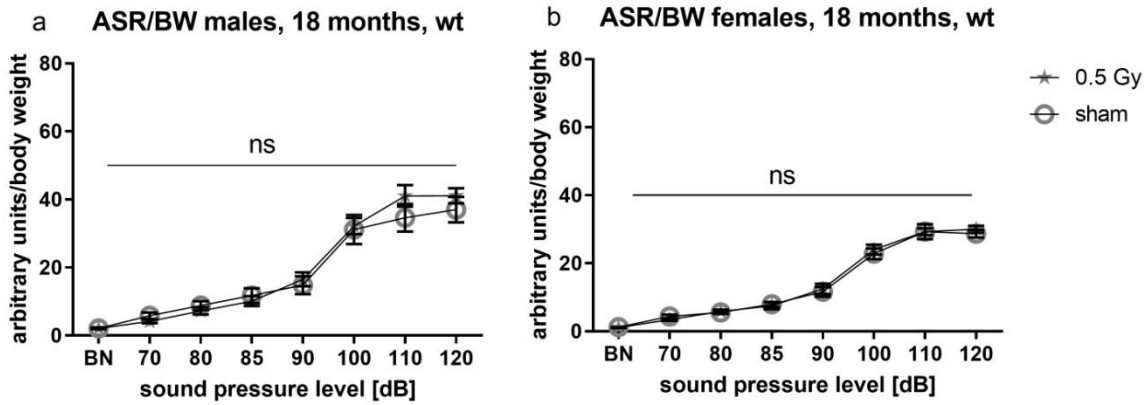 a
ASR/BW males, 18 months, wt
arbitrary units/body weight
80
60
40
20
0
ns
BN 70 80 85 90 100 110 120
sound pressure level [dB]
b
ASR/BW females, 18 months, wt
arbitrary units/body weight
80
60
40
20
0
ns
BN 70 80 85 90 100 110 120
sound pressure level [dB]
0.5 Gy
sham